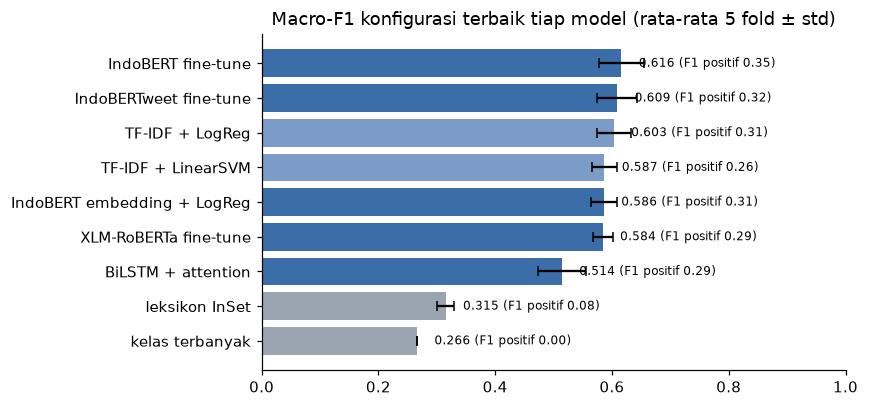 Macro-F1 konfigurasi terbaik tiap model (rata-rata 5 fold ± std)
IndoBERT fine-tune 0.616 (F1 positif 0.35)
IndoBERTweet fine-tune 0.609 (F1 positif 0.32)
TF-IDF + LogReg 0.603 (F1 positif 0.31)
TF-IDF + LinearSVM 0.587 (F1 positif 0.26)
IndoBERT embedding + LogReg 0.586 (F1 positif 0.31)
XLM-RoBERTa fine-tune 0.584 (F1 positif 0.29)
BiLSTM + attention 0.514 (F1 positif 0.29)
leksikon InSet 0.315 (F1 positif 0.08)
kelas terbanyak 0.266 (F1 positif 0.00)
0.0 0.2 0.4 0.6 0.8 1.0